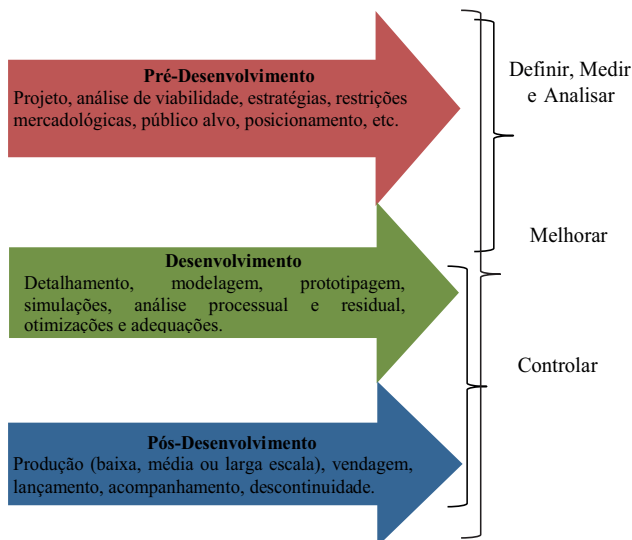 Pré-Desenvolvimento
Projeto, análise de viabilidade, estratégias, restrições
mercadológicas, público alvo, posicionamento, etc.
Definir, Medir
e Analisar
Melhorar
Desenvolvimento
Detalhamento, modelagem, prototipagem,
simulações, análise processual e residual,
otimizações e adequações.
Controlar
Pós-Desenvolvimento
Produção (baixa, média ou larga escala), vendagem,
lançamento, acompanhamento, descontinuidade.